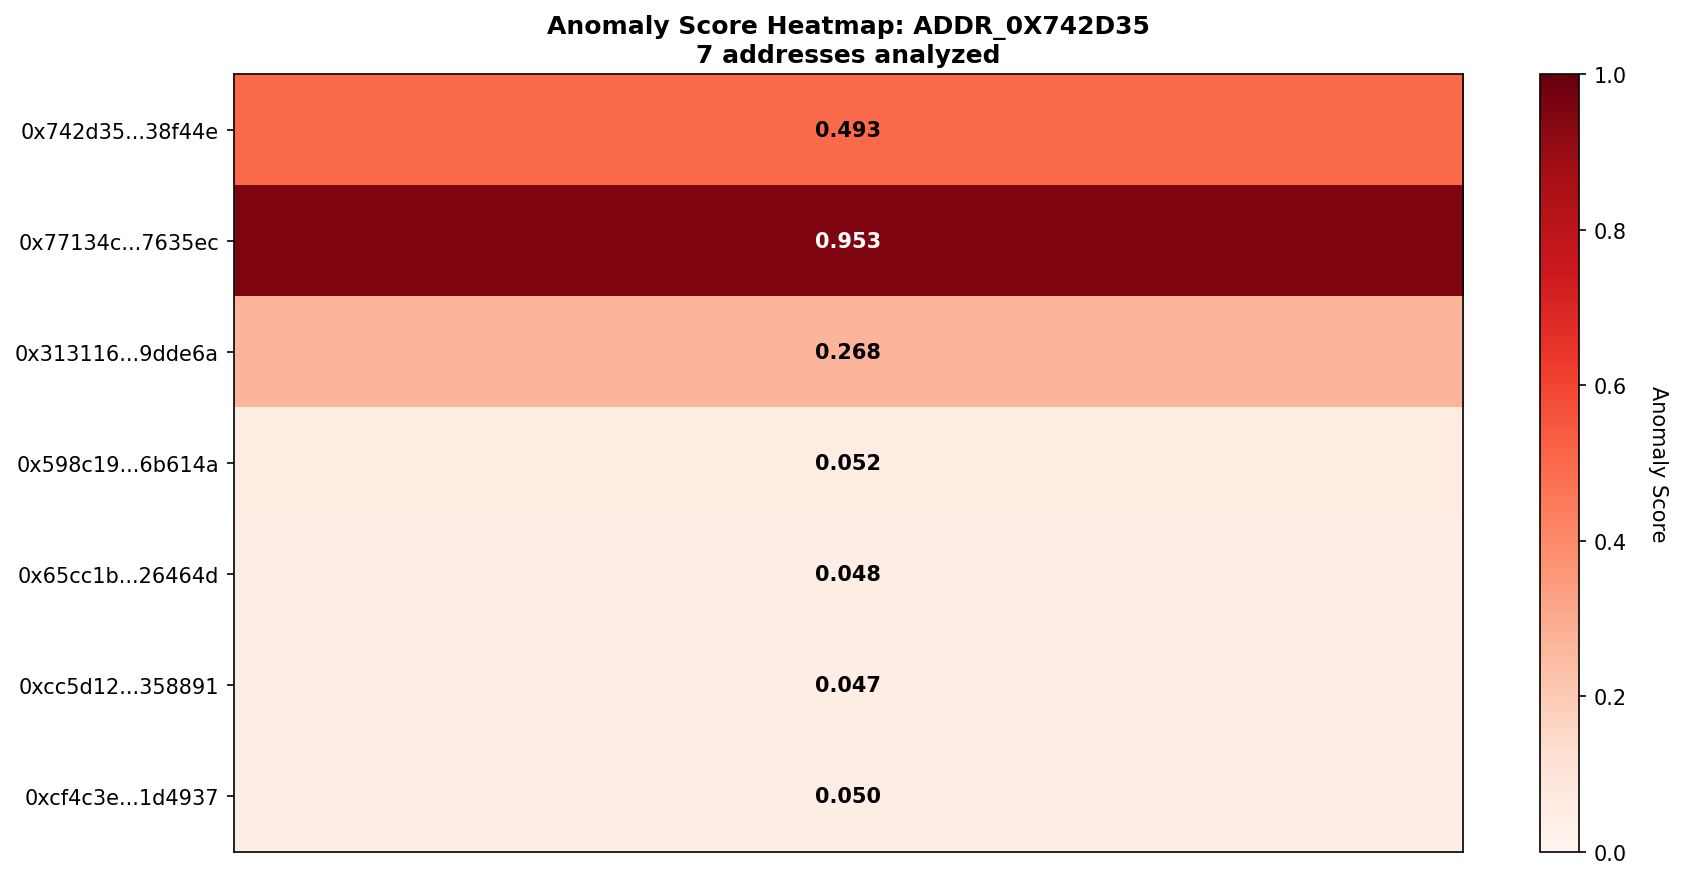 Anomaly Score Heatmap: ADDR_0X742D35
7 addresses analyzed
0x742d35...38f44e
0.493
0x77134c...7635ec
0.953
0x313116...9dde6a
0.268
0x598c19...6b614a
0.052
0x65cc1b...26464d
0.048
0xcc5d12...358891
0.047
0xcf4c3e...1d4937
0.050
1.0
0.8
0.6
0.4
0.2
0.0
Anomaly Score